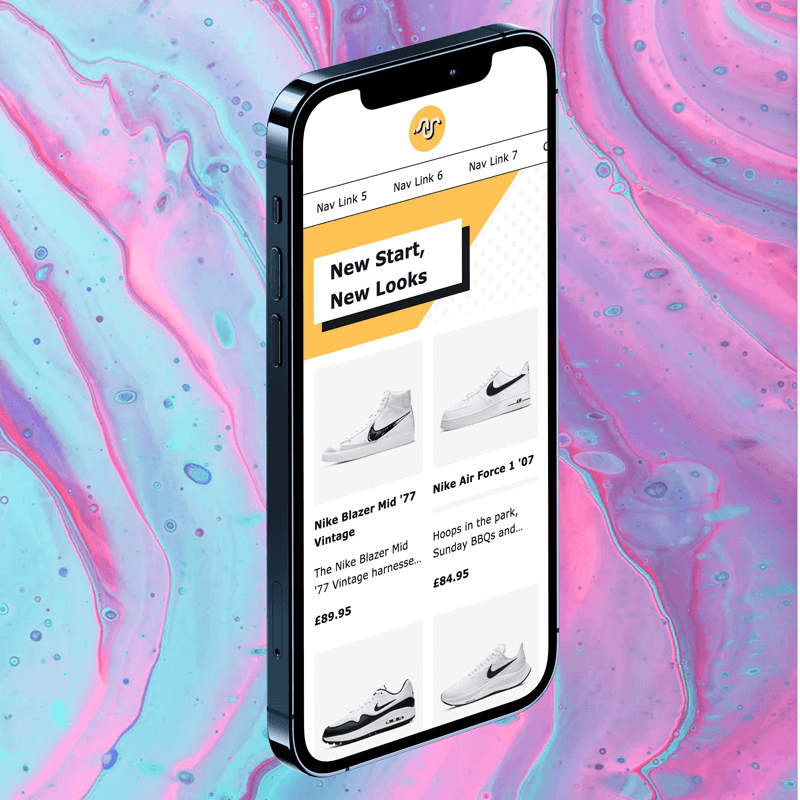 Nav Link 5 Nav Link 6 Nav Link 7
New Start,
New Looks
Nike Blazer Mid '77
Vintage
The Nike Blazer Mid
'77 Vintage harnesse...
£89.95
Nike Air Force 1 '07
Hoops in the park,
Sunday BBQs and...
£84.95